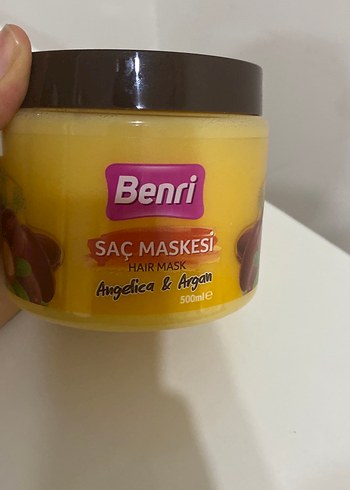 Benri
SAÇ MASKESİ
HAIR MASK
Angelica & Argan
500ml ℮